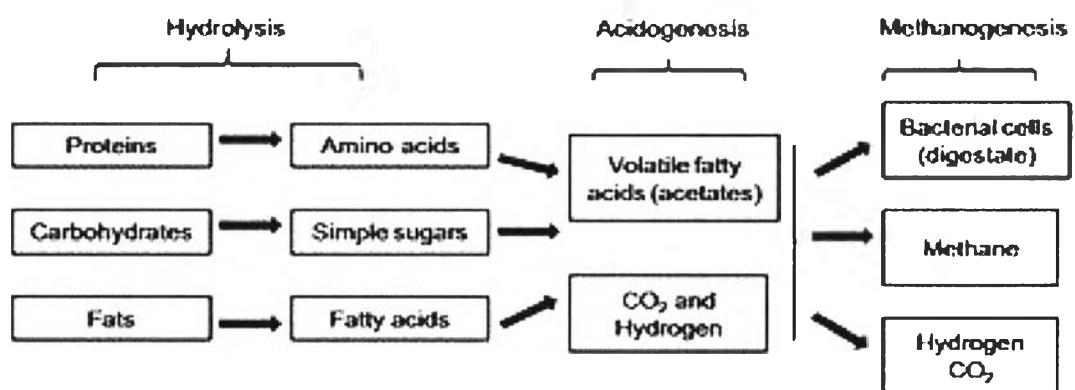 Hydrolysis
Acidogenesis
Methanogenesis
Proteins
Amino acids
Volatile fatty
acids (acetates)
Bacterial cells
(digestate)
Carbohydrates
Simple sugars
Methane
Fats
Fatty acids
CO₂ and
Hydrogen
Hydrogen
CO₂